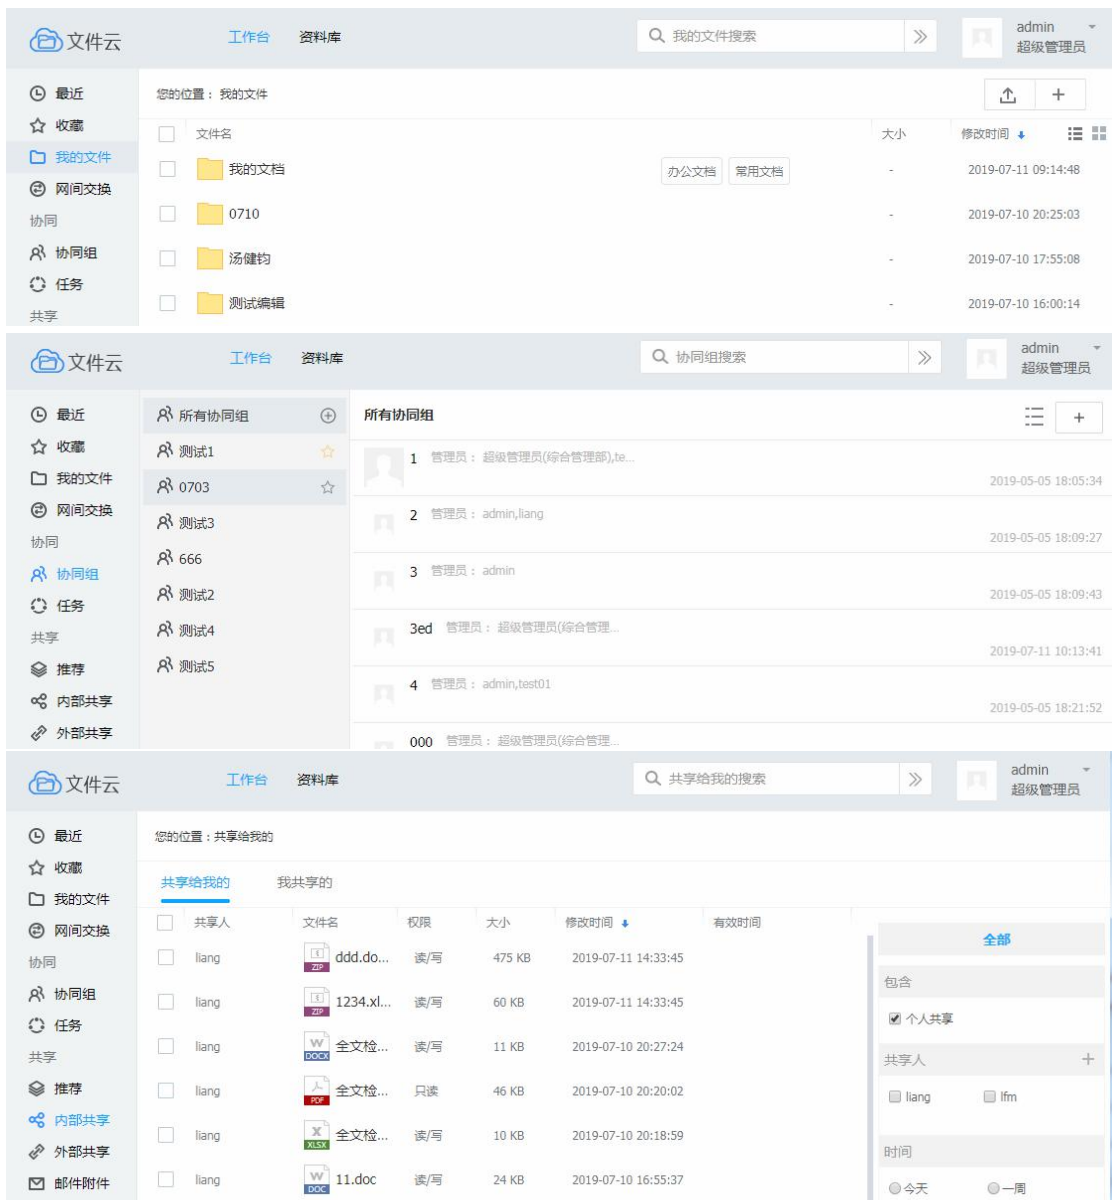 文件云 工作台 资料库 我的文件搜索 admin
超级管理员
最近 您的位置： 我的文件
收藏 文件名 大小 修改时间
我的文件 我的文档 办公文档 常用文档 - 2019-07-11 09:14:48
网间交换
协同 0710 - 2019-07-10 20:25:03
协同组 汤健钧 - 2019-07-10 17:55:08
任务
共享 测试编辑 - 2019-07-10 16:00:14
文件云 工作台 资料库 协同组搜索 admin
超级管理员
最近 所有协同组 所有协同组
收藏 测试1 1 管理员： 超级管理员(综合管理部),te...
我的文件 0703 2019-05-05 18:05:34
网间交换 测试3 2 管理员： admin,liang
协同 2019-05-05 18:09:27
协同组 666 3 管理员： admin
任务 测试2 2019-05-05 18:09:43
共享 测试4 3ed 管理员： 超级管理员(综合管理...
推荐 测试5 2019-07-11 10:13:41
内部共享 4 管理员： admin,test01
2019-05-05 18:21:52
外部共享 000 管理员： 超级管理员(综合管理...
文件云 工作台 资料库 共享给我的搜索 admin
超级管理员
最近 您的位置：共享给我的
收藏 共享给我的 我共享的
我的文件
网间交换 共享人 文件名 权限 大小 修改时间 有效时间 全部
协同 liang ZIP ddd.do... 读/写 475 KB 2019-07-11 14:33:45
包含
协同组 liang ZIP 1234.xl... 读/写 60 KB 2019-07-11 14:33:45
任务 个人共享
共享 liang W DOCX 全文检... 读/写 11 KB 2019-07-10 20:27:24 共享人
推荐 liang PDF 全文检... 只读 46 KB 2019-07-10 20:20:02 liang lfm
内部共享 liang X XLSX 全文检... 读/写 10 KB 2019-07-10 20:18:59
外部共享 时间
邮件附件 liang W DOC 11.doc 读/写 24 KB 2019-07-10 16:55:37 今天 一周